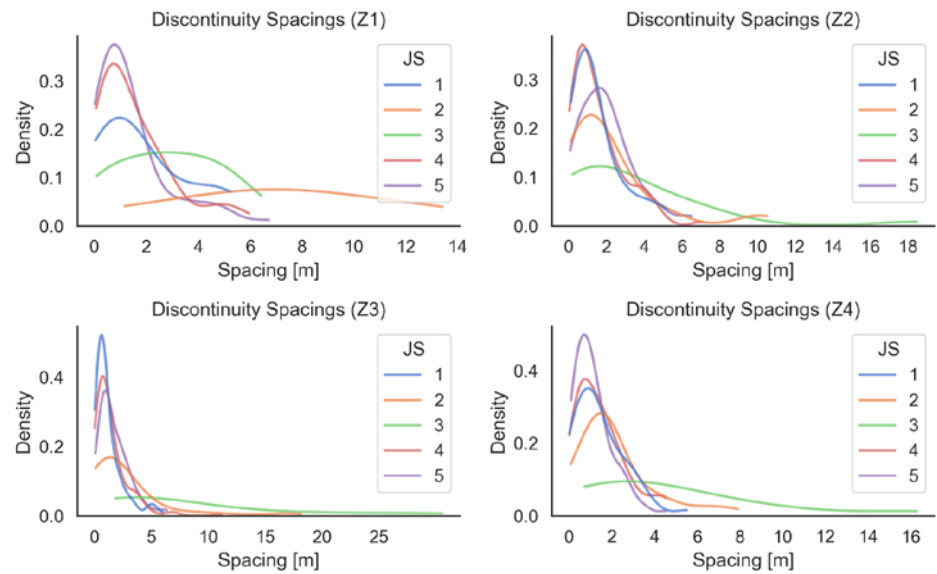 Discontinuity Spacings (Z1)
Density
0.3
0.2
0.1
0.0
JS
1
2
3
4
5
0 2 4 6 8 10 12 14
Spacing [m]
Discontinuity Spacings (Z2)
Density
0.3
0.2
0.1
0.0
JS
1
2
3
4
5
0 2 4 6 8 10 12 14 16 18
Spacing [m]
Discontinuity Spacings (Z3)
Density
0.4
0.2
0.0
JS
1
2
3
4
5
0 5 10 15 20 25
Spacing [m]
Discontinuity Spacings (Z4)
Density
0.4
0.2
0.0
JS
1
2
3
4
5
0 2 4 6 8 10 12 14 16
Spacing [m]